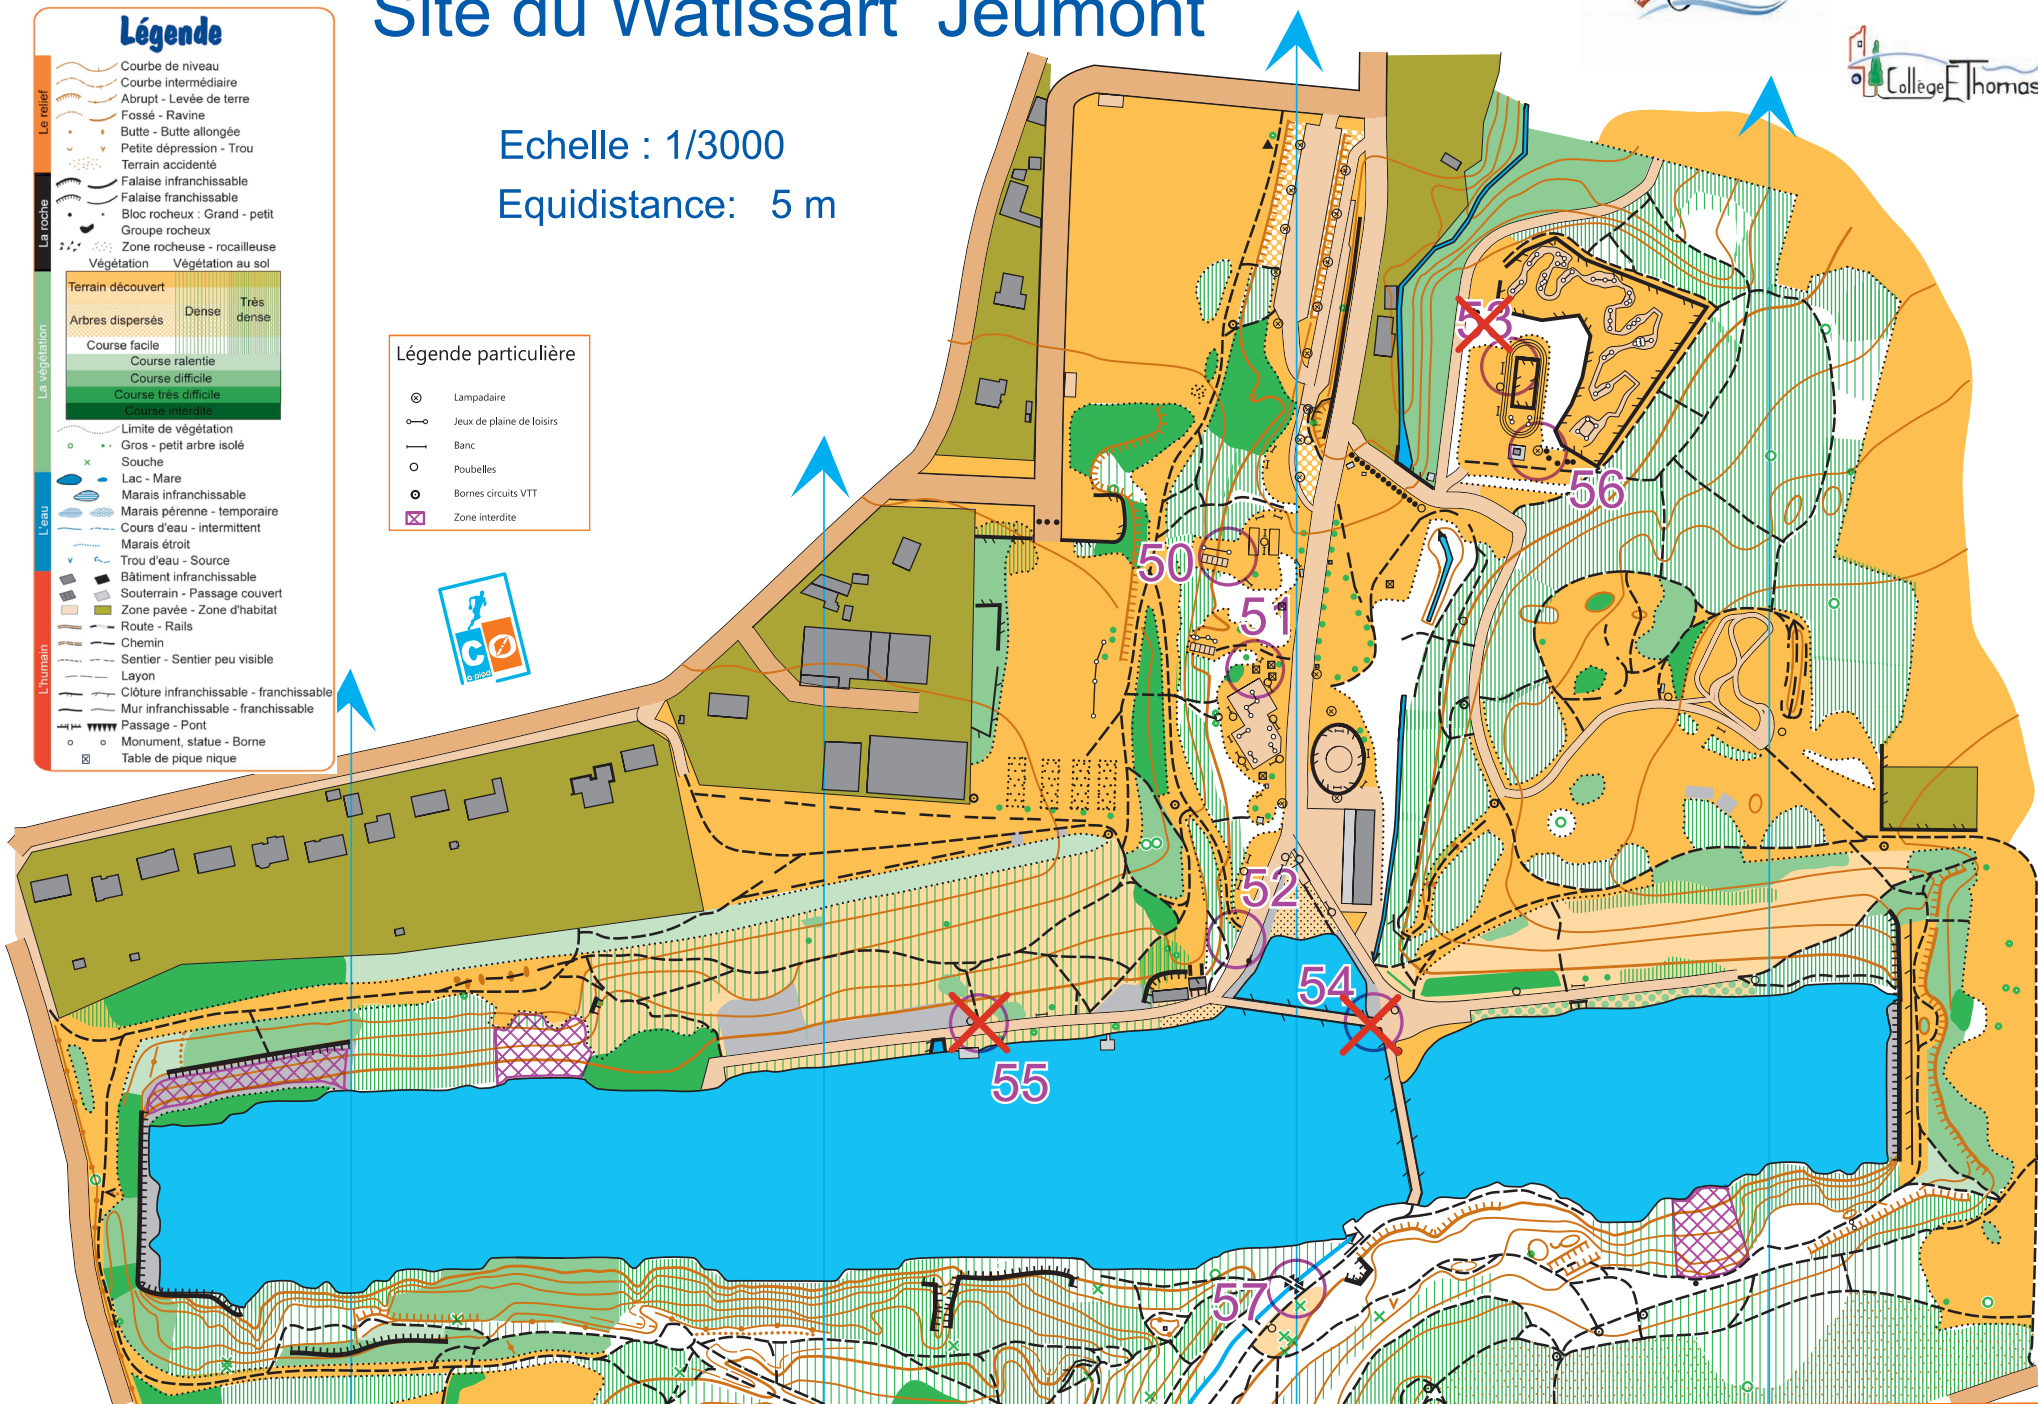 Site du Watissart Jeumont
Collège E Thomas
Echelle : 1/3000
Equidistance: 5 m
Légende
Le relief
Courbe de niveau
Courbe intermédiaire
Abrupt - Levée de terre
Fossé - Ravine
Butte - Butte allongée
Petite dépression - Trou
Terrain accidenté
La roche
Falaise infranchissable
Falaise franchissable
Bloc rocheux : Grand - petit
Groupe rocheux
Zone rocheuse - rocailleuse
La végétation
Végétation Végétation au sol
Terrain découvert
Arbres dispersés
Dense
Très
dense
Course facile
Course ralentie
Course difficile
Course très difficile
Course interdite
Limite de végétation
Gros - petit arbre isolé
Souche
L'eau
Lac - Mare
Marais infranchissable
Marais pérenne - temporaire
Cours d'eau - intermittent
Marais étroit
Trou d'eau - Source
L'humain
Bâtiment infranchissable
Souterrain - Passage couvert
Zone pavée - Zone d'habitat
Route - Rails
Chemin
Sentier - Sentier peu visible
Layon
Clôture infranchissable - franchissable
Mur infranchissable - franchissable
Passage - Pont
Monument, statue - Borne
Table de pique nique
Légende particulière
Lampadaire
Jeux de plaine de loisirs
Banc
Poubelles
Bornes circuits VTT
Zone interdite
CO
à pied
53
56
50
51
52
54
55
57